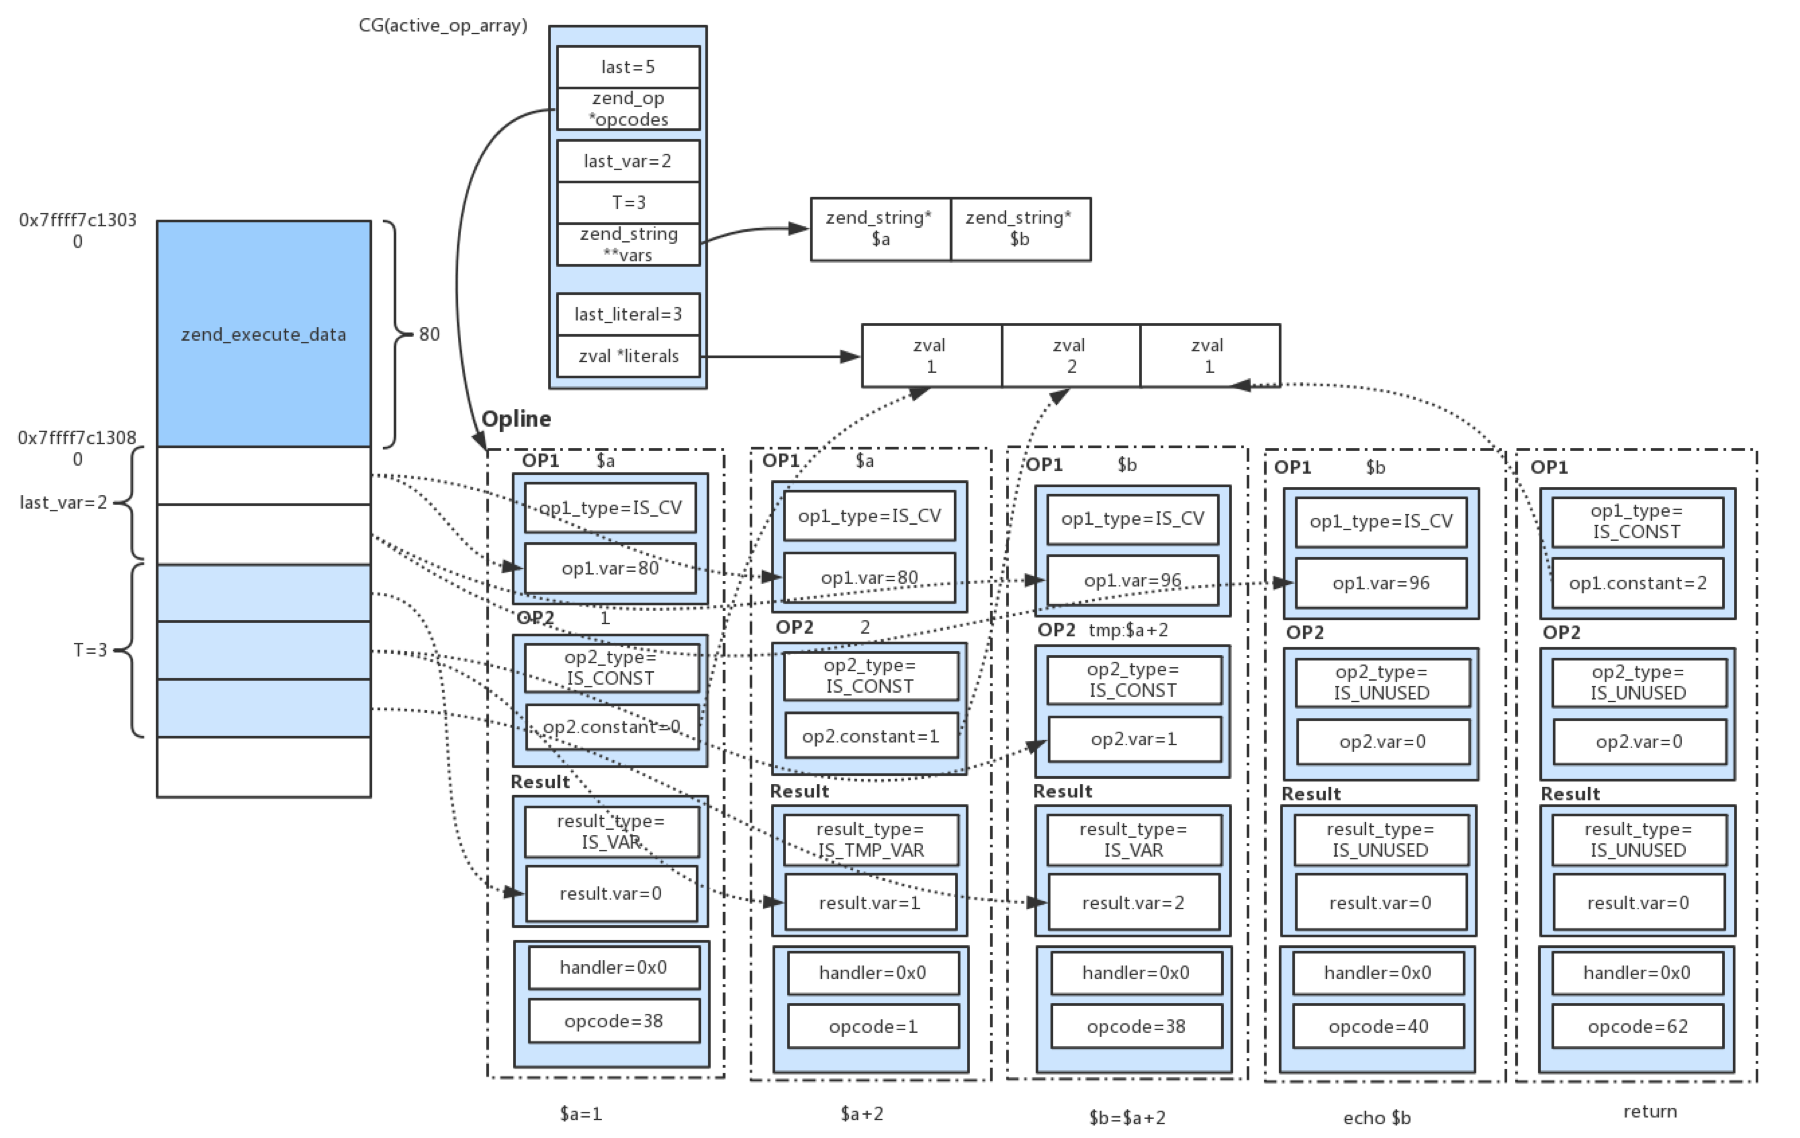 CG(active_op_array)
last=5
zend_op
*opcodes
last_var=2
T=3
zend_string
**vars
last_literal=3
zval *literals
zend_string*
$a
zend_string*
$b
zval
1
zval
2
zval
1
0x7ffff7c1303
0
zend_execute_data
80
0x7ffff7c1308
0
last_var=2
T=3
Opline
OP1 $a
op1_type=IS_CV
op1.var=80
OP2 1
op2_type=
IS_CONST
op2.constant=0
Result
result_type=
IS_VAR
result.var=0
handler=0x0
opcode=38
$a=1
OP1 $a
op1_type=IS_CV
op1.var=80
OP2 2
op2_type=
IS_CONST
op2.constant=1
Result
result_type=
IS_TMP_VAR
result.var=1
handler=0x0
opcode=1
$a+2
OP1 $b
op1_type=IS_CV
op1.var=96
OP2 tmp:$a+2
op2_type=
IS_CONST
op2.var=1
Result
result_type=
IS_VAR
result.var=2
handler=0x0
opcode=38
$b=$a+2
OP1 $b
op1_type=IS_CV
op1.var=96
OP2
op2_type=
IS_UNUSED
op2.var=0
Result
result_type=
IS_UNUSED
result.var=0
handler=0x0
opcode=40
echo $b
OP1
op1_type=
IS_CONST
op1.constant=2
OP2
op2_type=
IS_UNUSED
op2.var=0
Result
result_type=
IS_UNUSED
result.var=0
handler=0x0
opcode=62
return